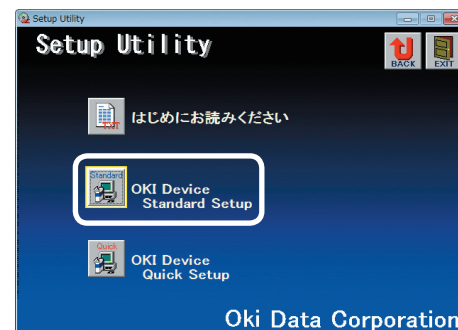 Setup Utility
Setup Utility
BACK
EXIT
TEXT
はじめにお読みください
Standard
OKI Device
Standard Setup
Quick
OKI Device
Quick Setup
Oki Data Corporation